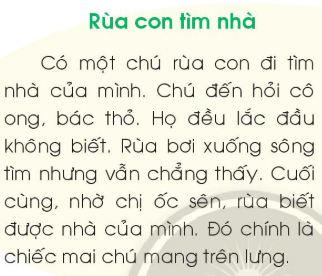 Rùa con tìm nhà
Có một chú rùa con đi tìm
nhà của mình. Chú đến hỏi cô
ong, bác thỏ. Họ đều lắc đầu
không biết. Rùa bơi xuống sông
tìm nhưng vẫn chẳng thấy. Cuối
cùng, nhờ chị ốc sên, rùa biết
được nhà của mình. Đó chính là
chiếc mai chú mang trên lưng.